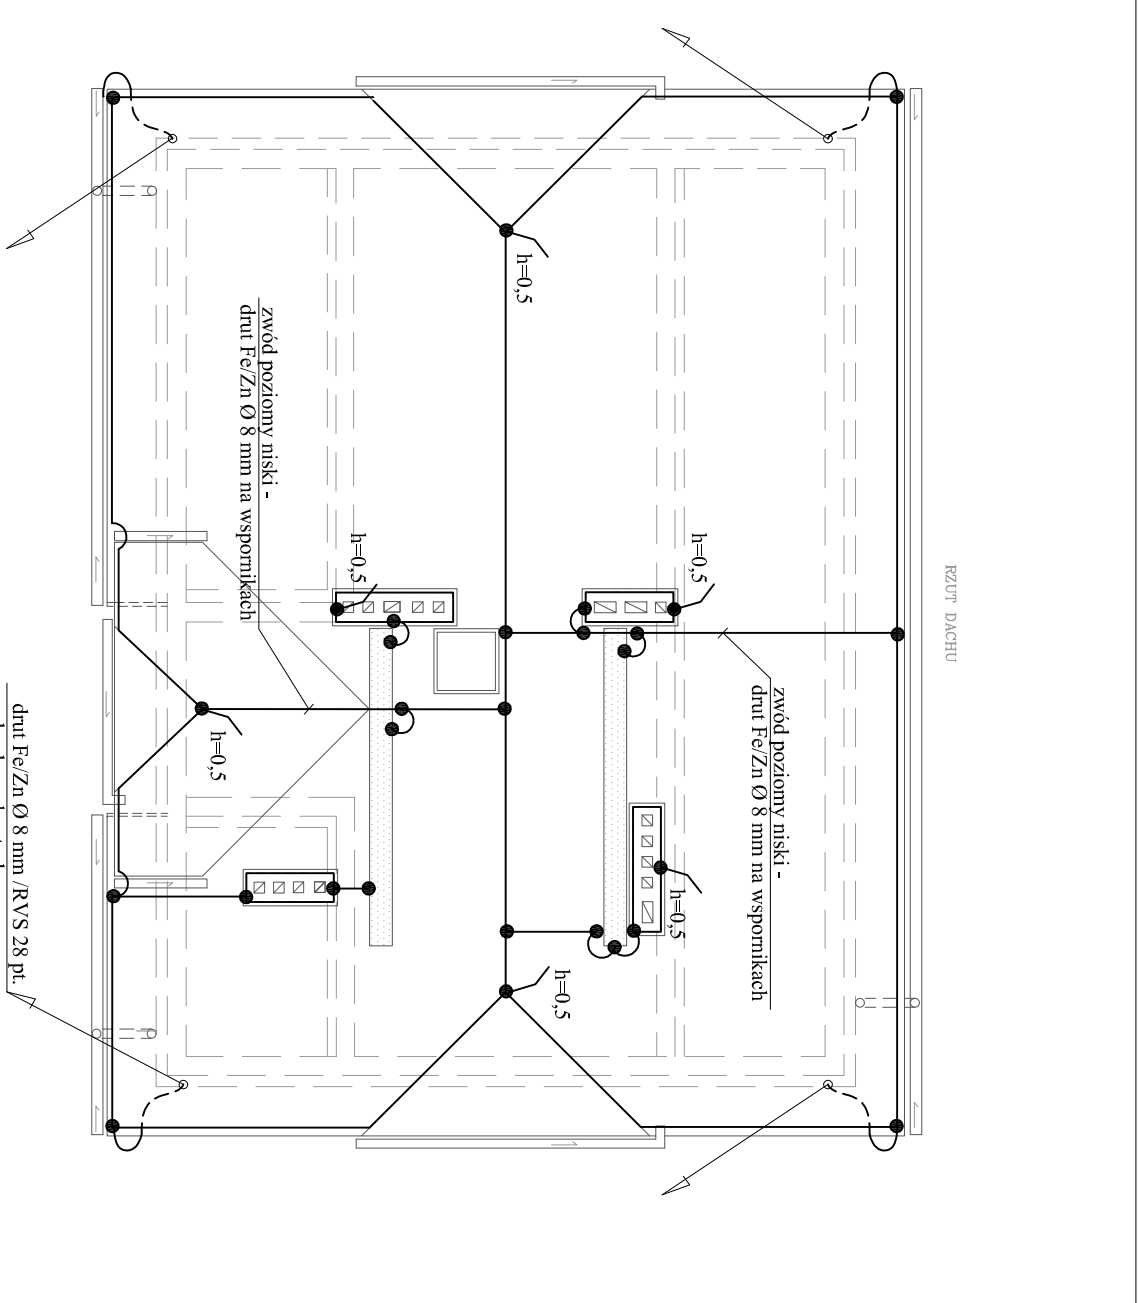 RZUT DACHU
h=0,5
zwód poziomy niski -
drut Fe/Zn Ø 8 mm na wspornikach
h=0,5
h=0,5
zwód poziomy niski -
drut Fe/Zn Ø 8 mm na wspornikach
h=0,5
h=0,5
h=0,5
drut Fe/Zn Ø 8 mm /RVS 28 pt.